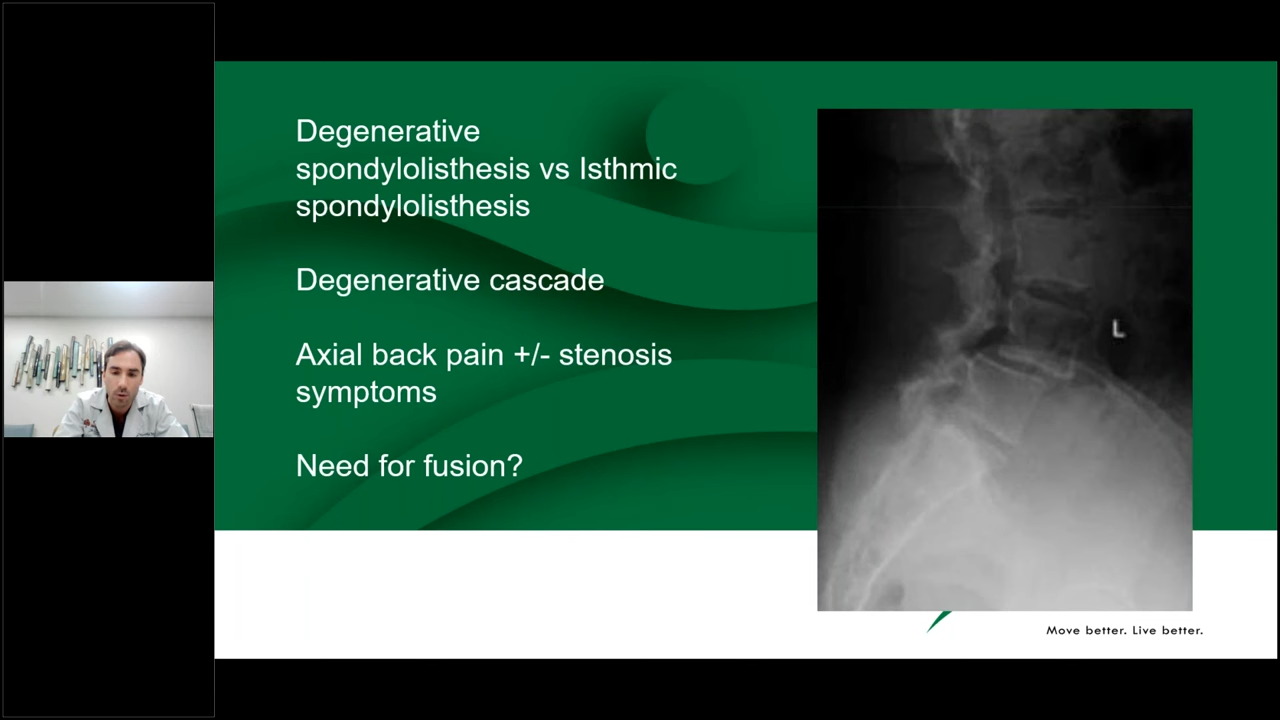 Degenerative
spondylolisthesis vs Isthmic
spondylolisthesis
Degenerative cascade
Axial back pain +/- stenosis
symptoms
Need for fusion?
L
Move better. Live better.